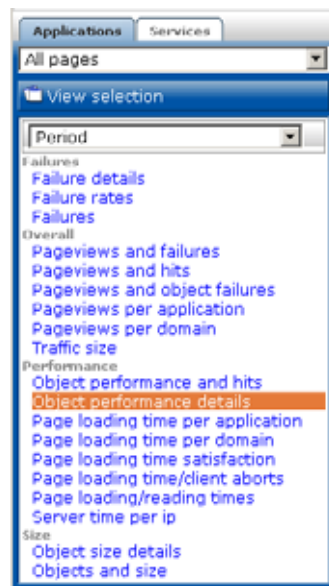 Applications Services
All pages
View selection
Period
Failures
Failure details
Failure rates
Failures
Overall
Pageviews and failures
Pageviews and hits
Pageviews and object failures
Pageviews per application
Pageviews per domain
Traffic size
Performance
Object performance and hits
Object performance details
Page loading time per application
Page loading time per domain
Page loading time satisfaction
Page loading time/client aborts
Page loading/reading times
Server time per ip
Size
Object size details
Objects and size